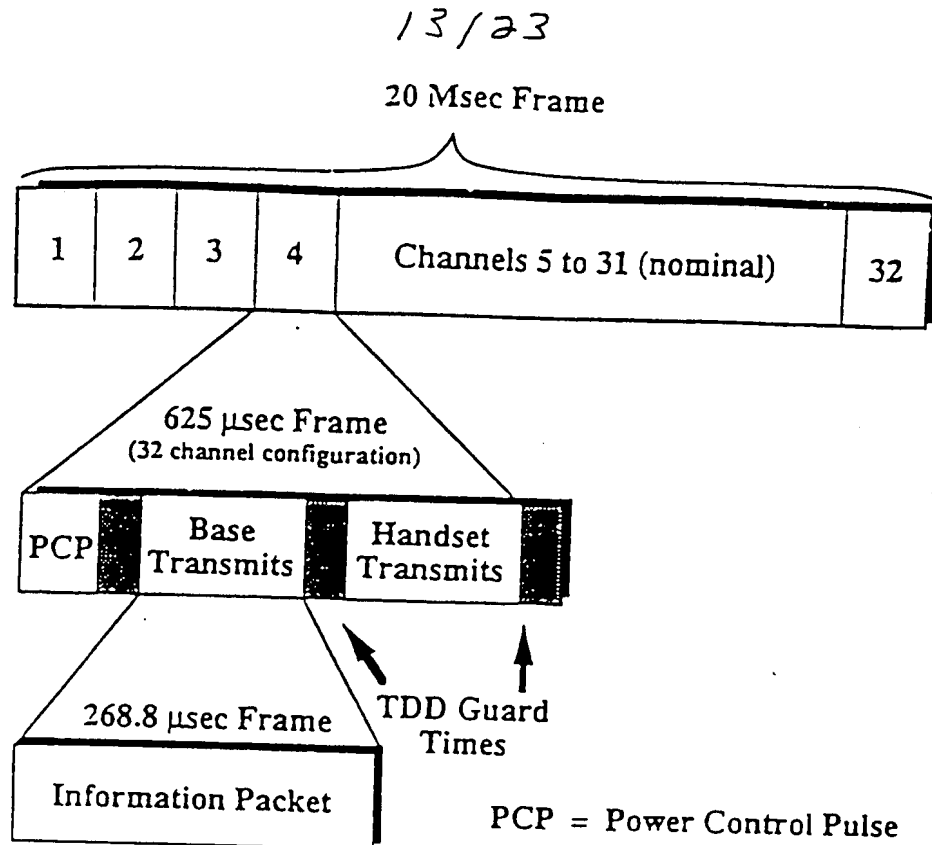 13/23
20 Msec Frame
1 2 3 4 Channels 5 to 31 (nominal) 32
625 μsec Frame
(32 channel configuration)
PCP Base Transmits Handset Transmits
268.8 μsec Frame
TDD Guard
Times
Information Packet
PCP = Power Control Pulse